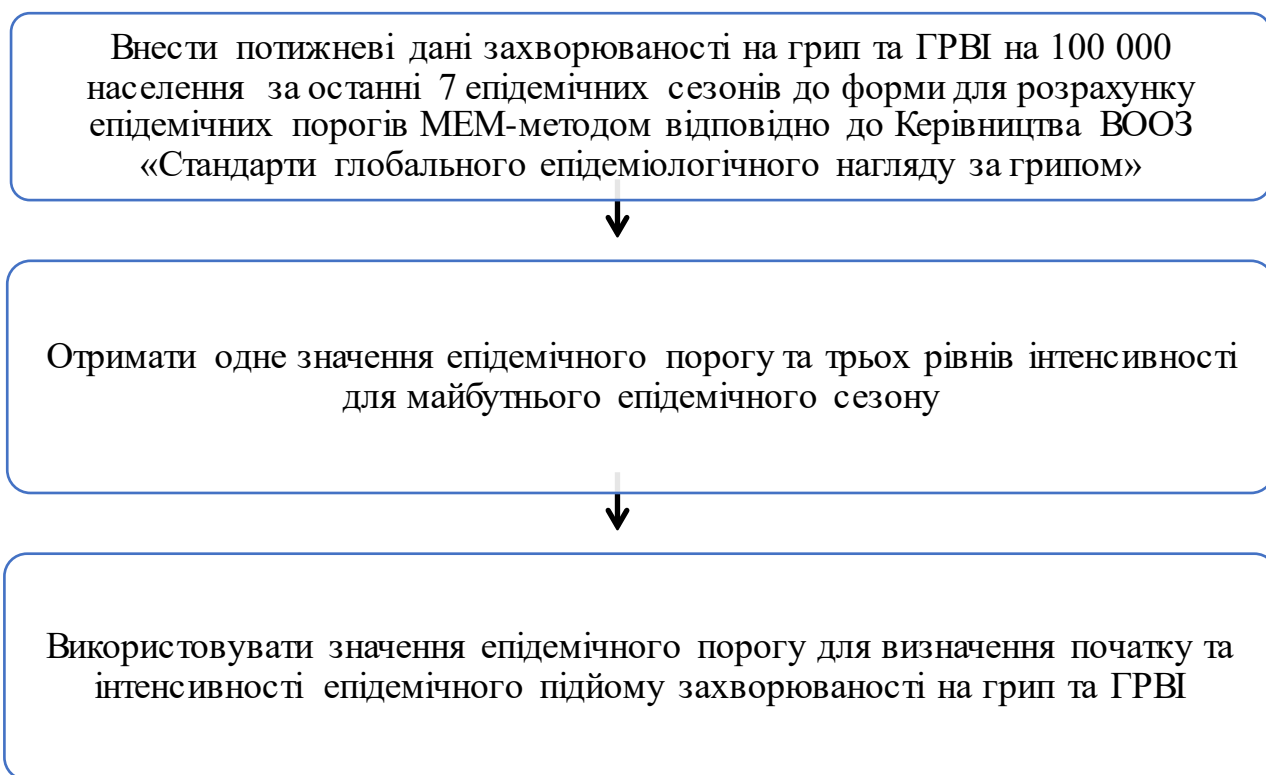 Внести потижневі дані захворюваності на грип та ГРВІ на 100 000
населення за останні 7 епідемічних сезонів до форми для розрахунку
епідемічних порогів МЕМ-методом відповідно до Керівництва ВООЗ
«Стандарти глобального епідеміологічного нагляду за грипом»
Отримати одне значення епідемічного порогу та трьох рівнів інтенсивності
для майбутнього епідемічного сезону
Використовувати значення епідемічного порогу для визначення початку та
інтенсивності епідемічного підйому захворюваності на грип та ГРВІ